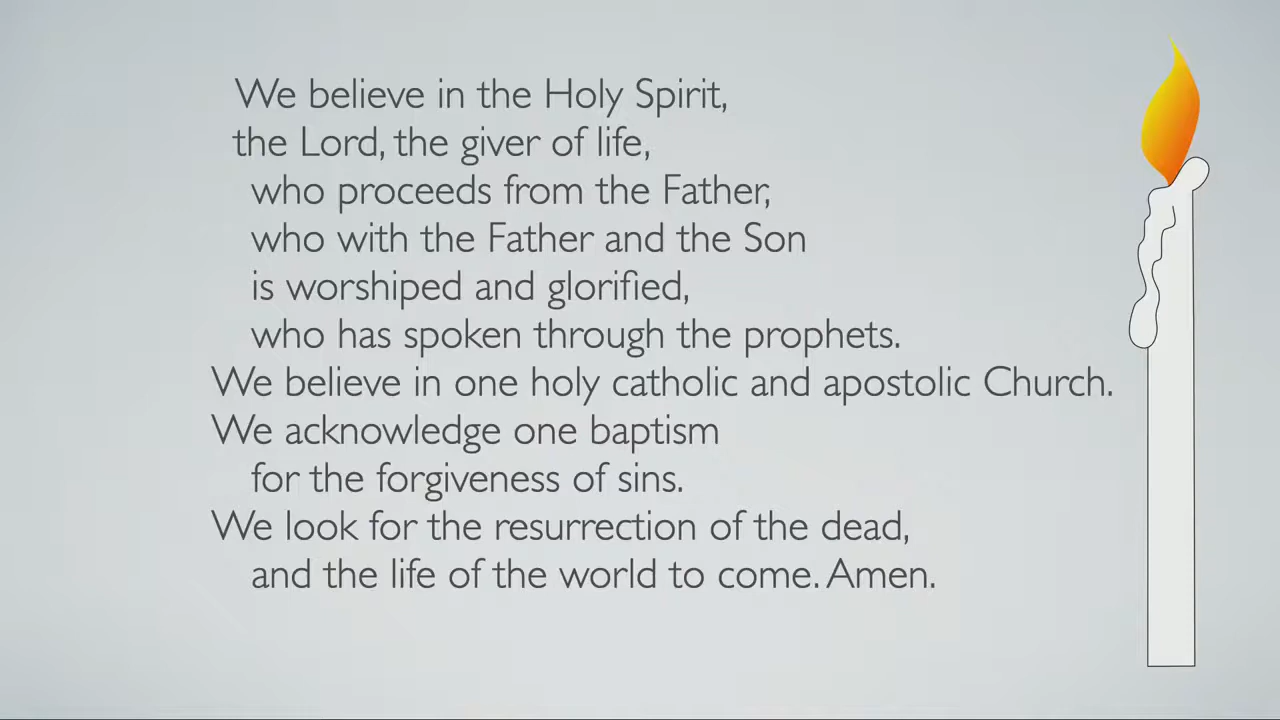 We believe in the Holy Spirit,
the Lord, the giver of life,
who proceeds from the Father,
who with the Father and the Son
is worshiped and glorified,
who has spoken through the prophets.
We believe in one holy catholic and apostolic Church.
We acknowledge one baptism
for the forgiveness of sins.
We look for the resurrection of the dead,
and the life of the world to come. Amen.